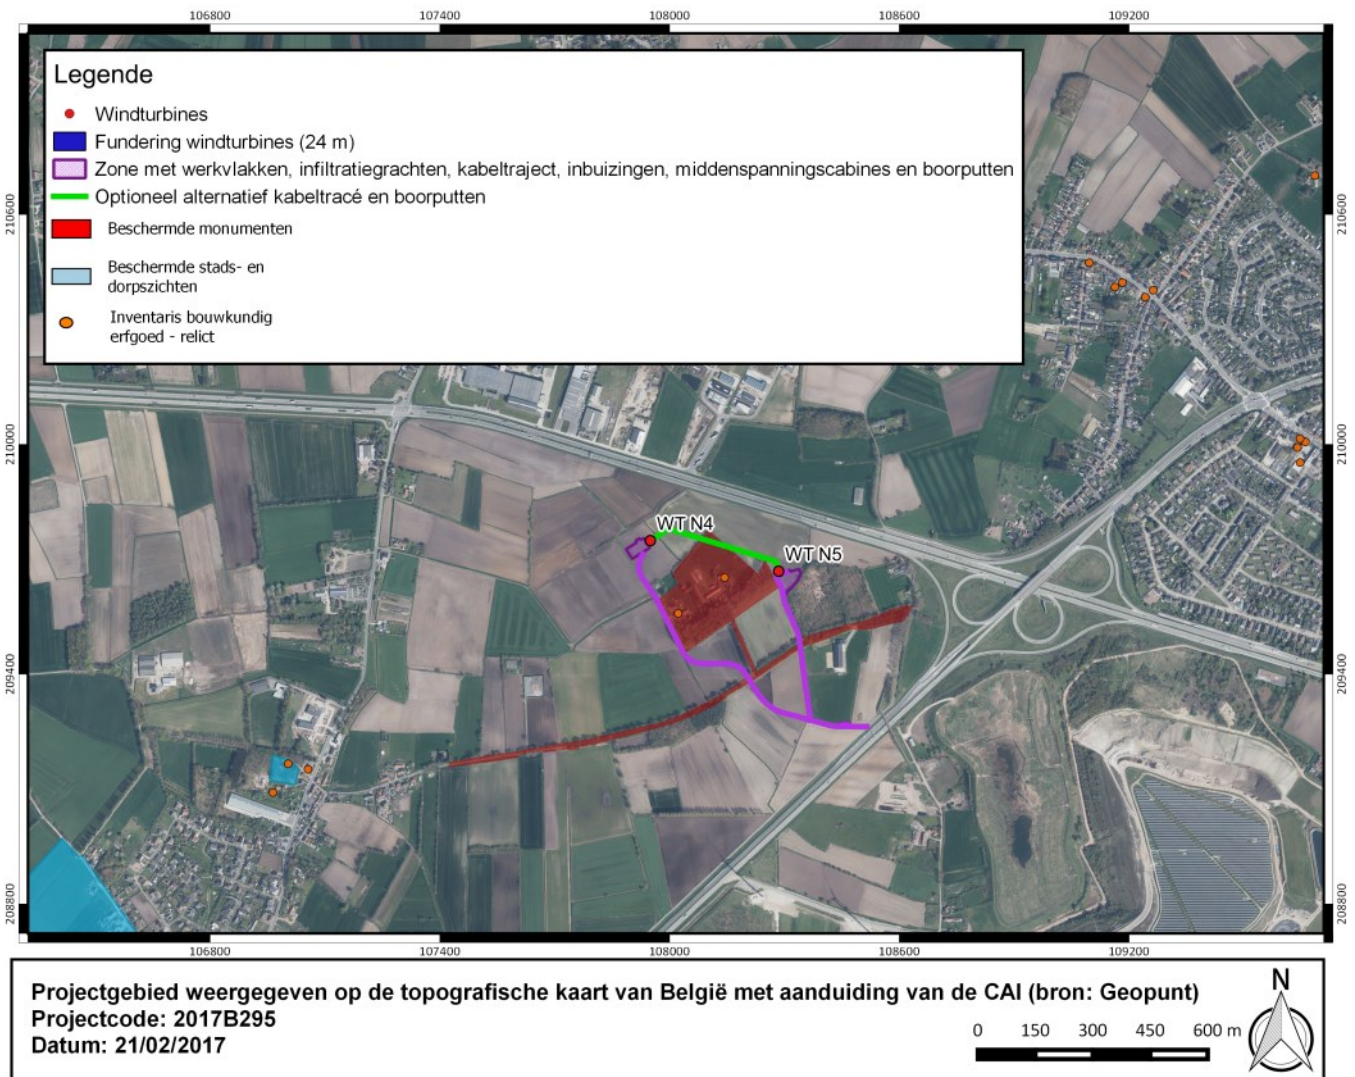 106800 107400 108000 108600 109200
Legende
Windturbines
Fundering windturbines (24 m)
Zone met werkvlakken, infiltratiegrachten, kabeltraject, inbuizingen, middenspanningscabines en boorputten
Optioneel alternatief kabeltracé en boorputten
Beschermde monumenten
Beschermde stads- en
dorpszichten
Inventaris bouwkundig
erfgoed - relict
210600
210600
210000
210000
WT N4
WT N5
209400
209400
208800
208800
106800 107400 108000 108600 109200
Projectgebied weergegeven op de topografische kaart van België met aanduiding van de CAI (bron: Geopunt)
Projectcode: 2017B295
Datum: 21/02/2017
N
0 150 300 450 600 m